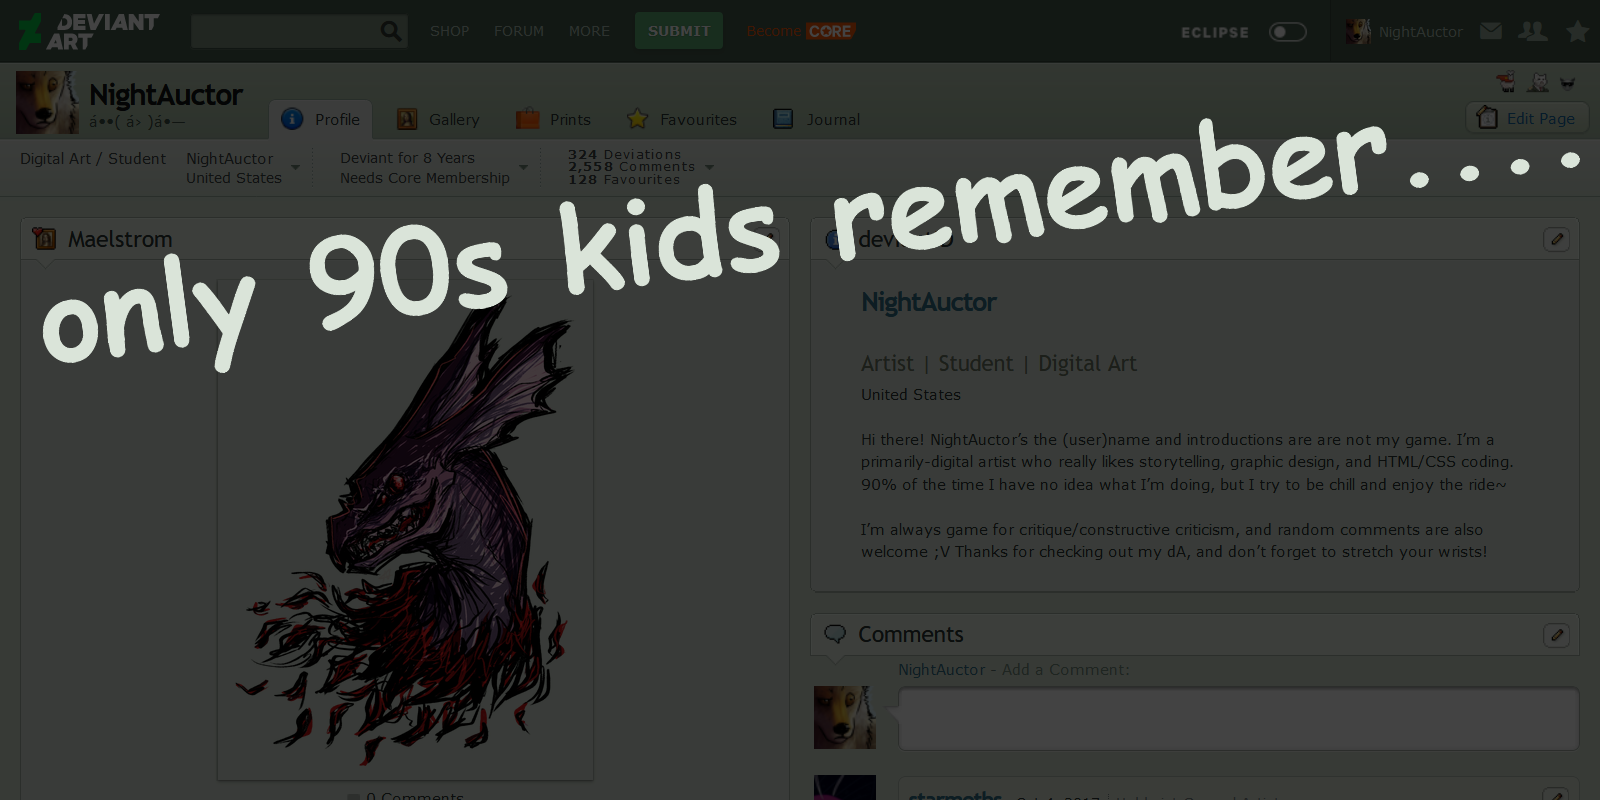 DEVIANT ART
SHOP FORUM MORE SUBMIT Become CORE
ECLIPSE NightAuctor
NightAuctor
á••( á› )á•—
Profile Gallery Prints Favourites Journal
Edit Page
Digital Art / Student
NightAuctor
United States
Deviant for 8 Years
Needs Core Membership
324 Deviations
2,558 Comments
128 Favourites
only 90s kids remember . . . .
Maelstrom
0 Comments
NightAuctor
Artist | Student | Digital Art
United States
Hi there! NightAuctor's the (user)name and introductions are are not my game. I'm a
primarily-digital artist who really likes storytelling, graphic design, and HTML/CSS coding.
90% of the time I have no idea what I'm doing, but I try to be chill and enjoy the ride~
I'm always game for critique/constructive criticism, and random comments are also
welcome ;V Thanks for checking out my dA, and don't forget to stretch your wrists!
Comments
NightAuctor - Add a Comment:
starmoths